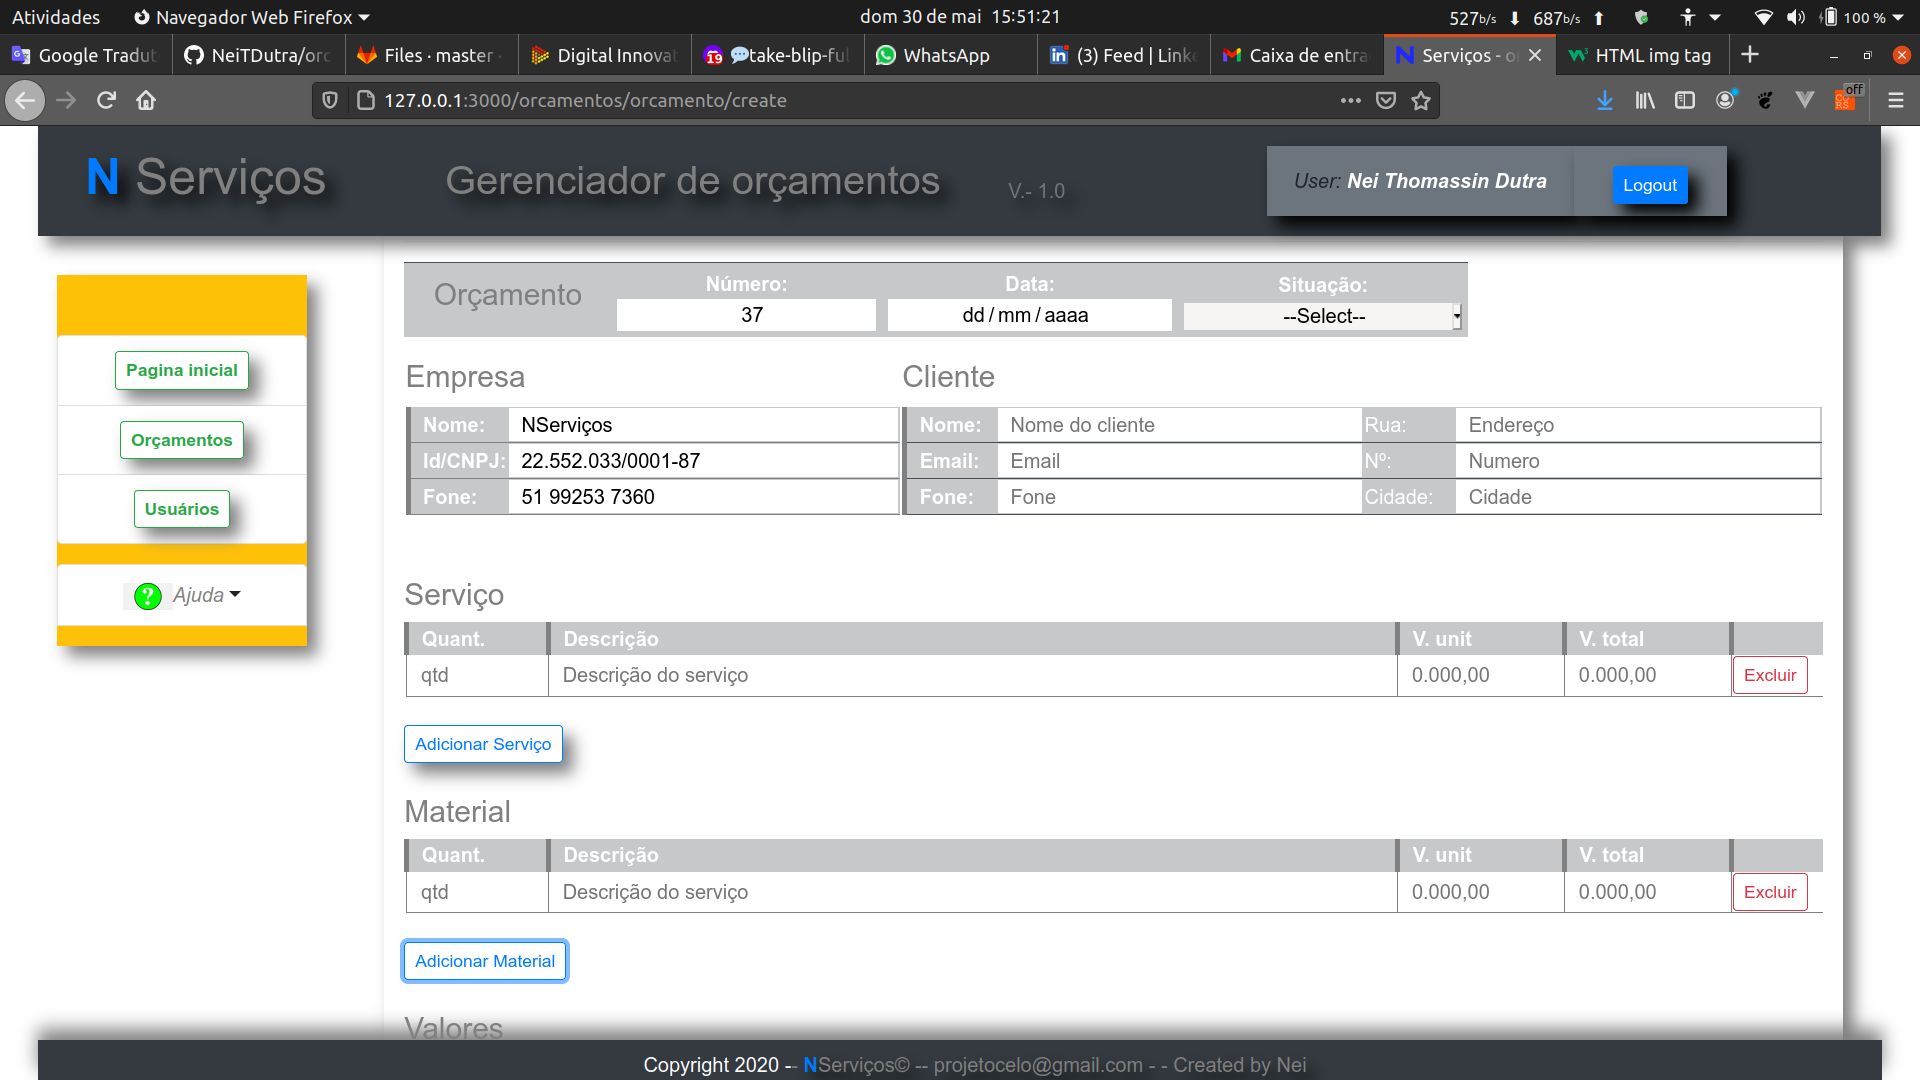 Atividades Navegador Web Firefox dom 30 de mai 15:51:21 527b/s 687b/s 100 %
Google Tradut NeiTDutra/orc Files · master · Digital Innovat 19 take-blip-ful WhatsApp (3) Feed | Linke Caixa de entra Serviços - o HTML img tag
127.0.0.1:3000/orcamentos/orcamento/create off
N Serviços Gerenciador de orçamentos V.- 1.0 User: Nei Thomassin Dutra Logout
Pagina inicial
Orçamentos
Usuários
? Ajuda
Orçamento Número: Data: Situação:
37 dd / mm / aaaa --Select--
Empresa Cliente
Nome: NServiços Nome: Nome do cliente Rua: Endereço
Id/CNPJ: 22.552.033/0001-87 Email: Email Nº: Numero
Fone: 51 99253 7360 Fone: Fone Cidade: Cidade
Serviço
Quant. Descrição V. unit V. total
qtd Descrição do serviço 0.000,00 0.000,00 Excluir
Adicionar Serviço
Material
Quant. Descrição V. unit V. total
qtd Descrição do serviço 0.000,00 0.000,00 Excluir
Adicionar Material
Valores
Copyright 2020 -- NServiços© -- projetocelo@gmail.com - - Created by Nei